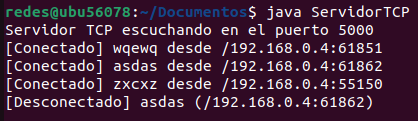 redes@ubu56078:~/Documentos$ java ServidorTCP
Servidor TCP escuchando en el puerto 5000
[Conectado] wqewq desde /192.168.0.4:61851
[Conectado] asdas desde /192.168.0.4:61862
[Conectado] zxcxz desde /192.168.0.4:55150
[Desconectado] asdas (/192.168.0.4:61862)